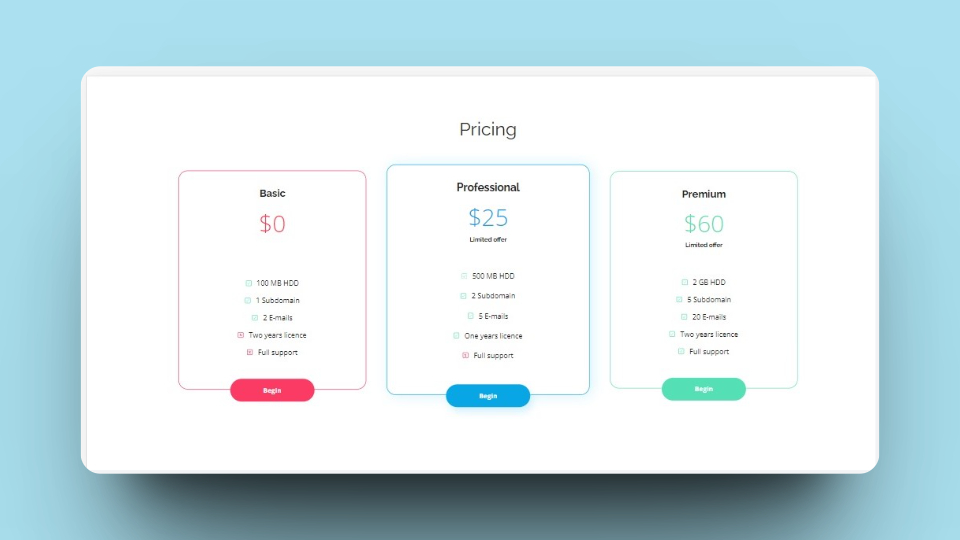 Pricing
Basic
$0
100 MB HDD
1 Subdomain
2 E-mails
Two years licence
Full support
Begin
Professional
$25
Limited offer
500 MB HDD
2 Subdomain
5 E-mails
One years licence
Full support
Begin
Premium
$60
Limited offer
2 GB HDD
5 Subdomain
20 E-mails
Two years licence
Full support
Begin